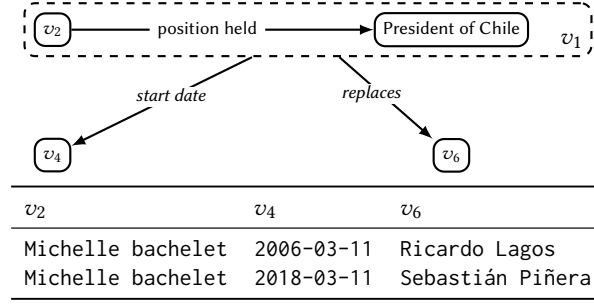 v2 position held President of Chile v1
start date replaces
v4 v6
v2 v4 v6
Michelle bachelet 2006-03-11 Ricardo Lagos
Michelle bachelet 2018-03-11 Sebastián Piñera